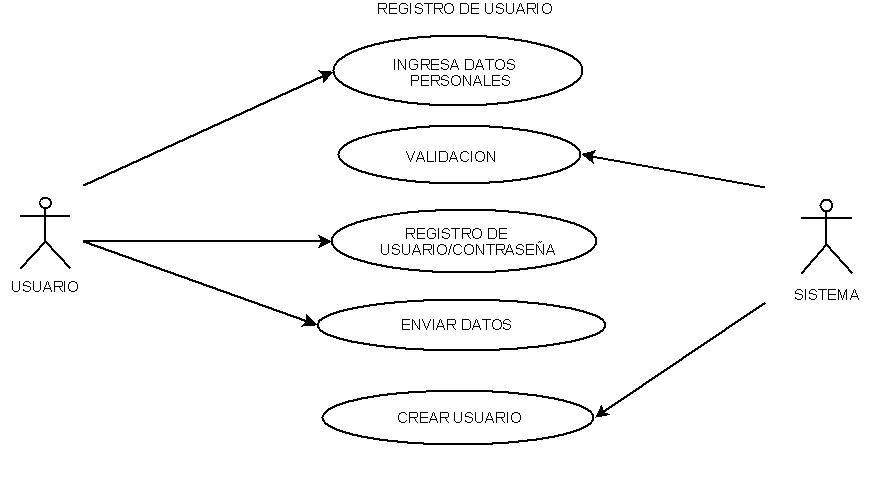 REGISTRO DE USUARIO
INGRESA DATOS
PERSONALES
VALIDACION
REGISTRO DE
USUARIO/CONTRASEÑA
USUARIO
SISTEMA
ENVIAR DATOS
CREAR USUARIO